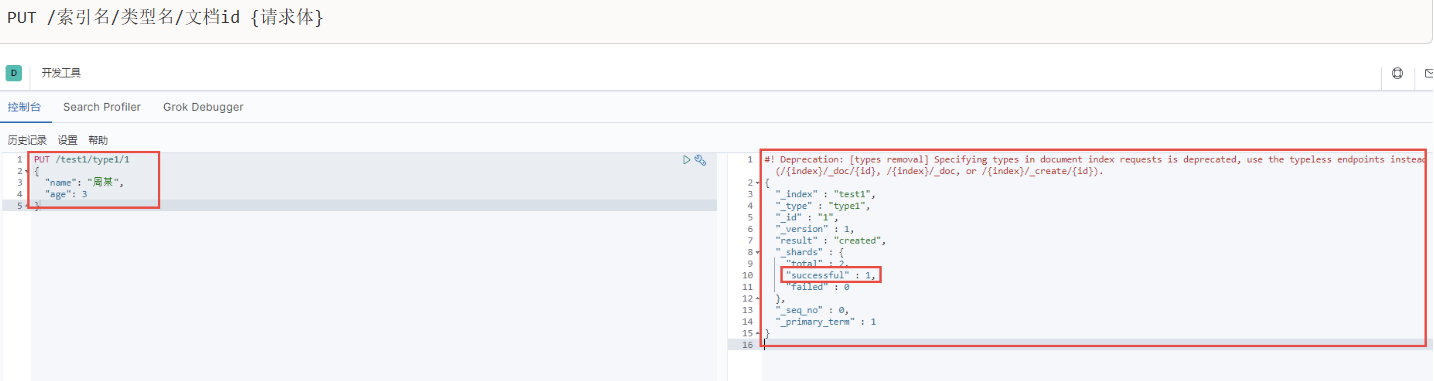 PUT /索引名/类型名/文档id {请求体}
D 开发工具
控制台 Search Profiler Grok Debugger
历史记录 设置 帮助
1 PUT /test1/type1/1
2 {
3 "name": "周某",
4 "age": 3
5 }
1 #! Deprecation: [types removal] Specifying types in document index requests is deprecated, use the typeless endpoints instead
(/{index}/_doc/{id}, /{index}/_doc, or /{index}/_create/{id}).
2 {
3 "_index" : "test1",
4 "_type" : "type1",
5 "_id" : "1",
6 "_version" : 1,
7 "result" : "created",
8 "_shards" : {
9 "total" : 2,
10 "successful" : 1,
11 "failed" : 0
12 },
13 "_seq_no" : 0,
14 "_primary_term" : 1
15 }
16